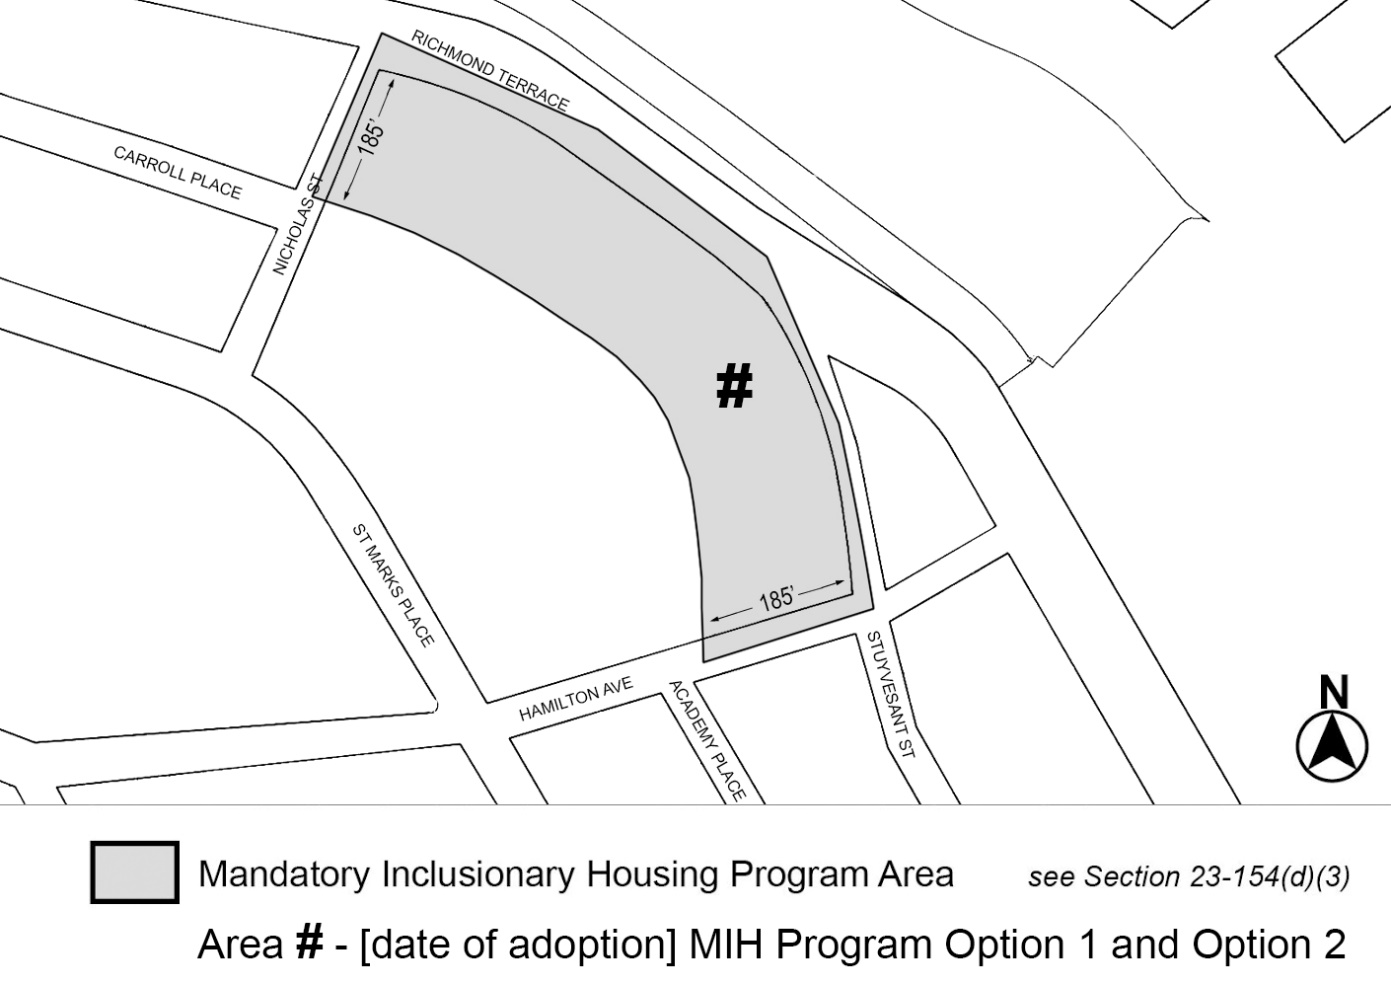 RICHMOND TERRACE
185'
CARROLL PLACE
NICHOLAS ST
#
ST MARKS PLACE
185'
HAMILTON AVE
ACADEMY PLACE
STUYVESANT ST
N
Mandatory Inclusionary Housing Program Area see Section 23-154(d)(3)
Area # - [date of adoption] MIH Program Option 1 and Option 2